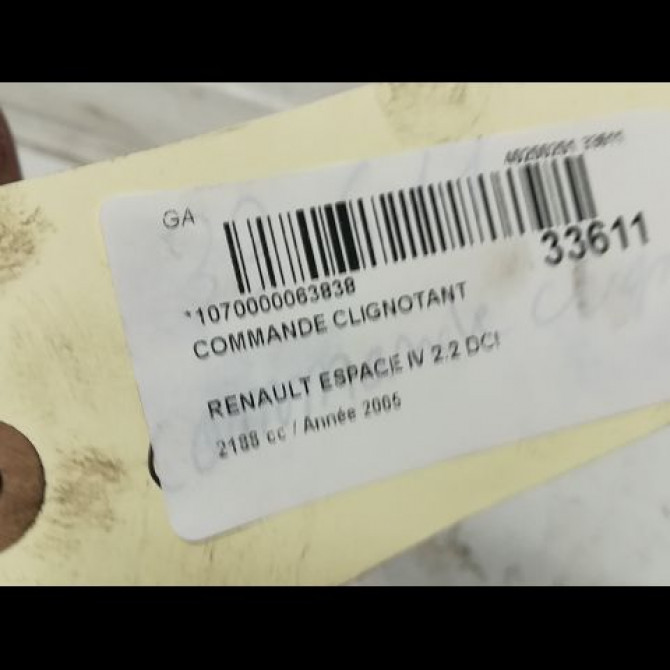 GA
33611
*1070000063838
COMMANDE CLIGNOTANT
RENAULT ESPACE IV 2.2 DCI
2188 cc / Année 2005